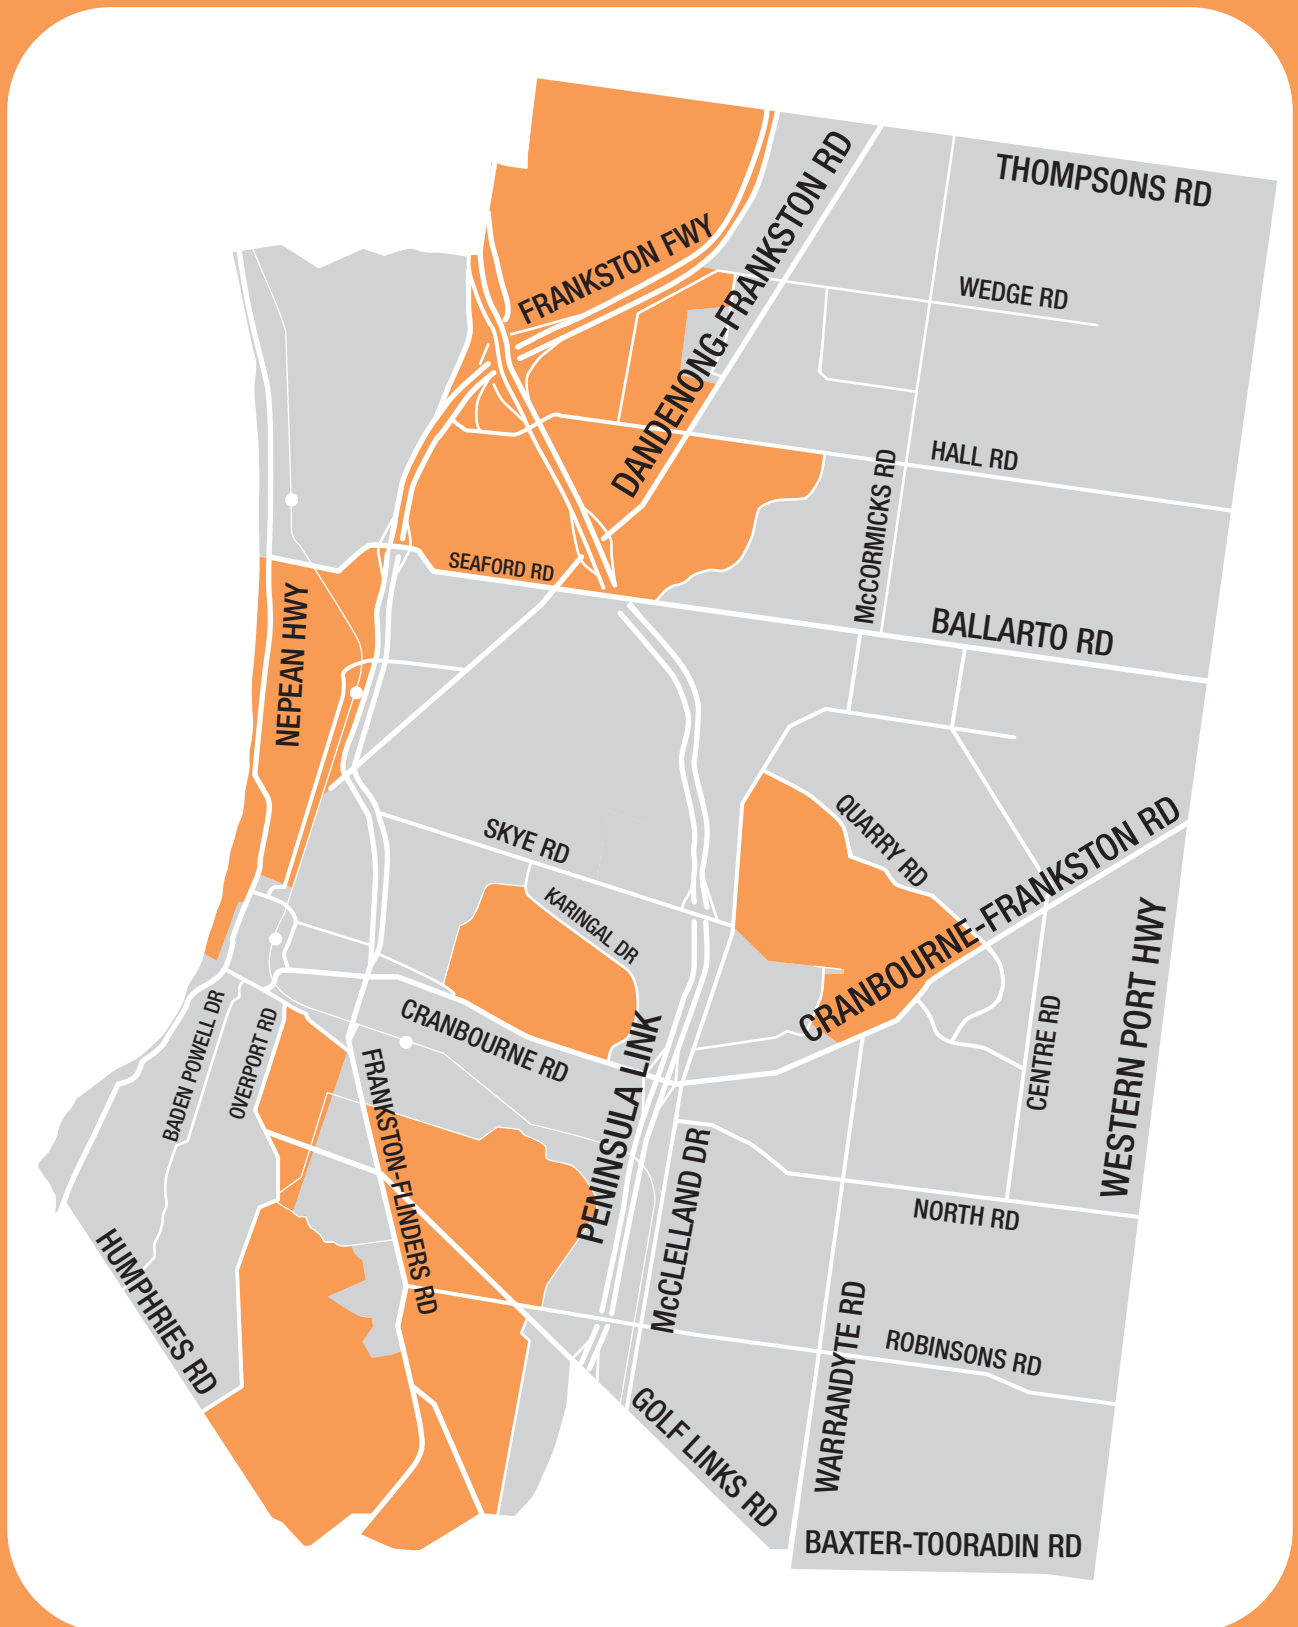 THOMPSONS RD
DANDENONG-FRANKSTON RD
FRANKSTON FWY
WEDGE RD
HALL RD
McCORMICKS RD
SEAFORD RD
NEPEAN HWY
BALLARTO RD
QUARRY RD
SKYE RD
CRANBOURNE-FRANKSTON RD
KARINGAL DR
WESTERN PORT HWY
BADEN POWELL DR
OVERPORT RD
CRANBOURNE RD
CENTRE RD
PENINSULA LINK
FRANKSTON-FLINDERS RD
McCLELLAND DR
NORTH RD
HUMPHRIES RD
WARRANDYTE RD
ROBINSONS RD
GOLF LINKS RD
BAXTER-TOORADIN RD